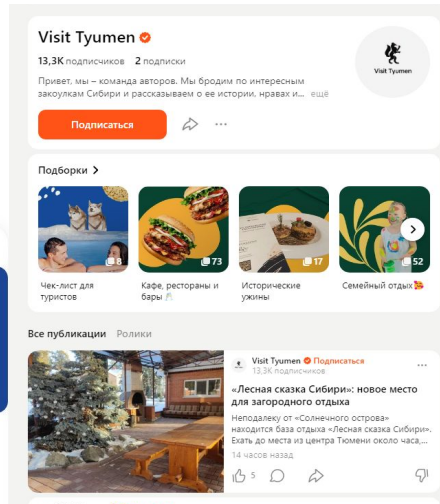 Visit Tyumen
13,3K подписчиков 2 подписки
Привет, мы – команда авторов. Мы бродим по интересным
закоулкам Сибири и рассказываем о ее истории, нравах и... ещё
Подписаться
Visit Tyumen
Подборки
8
Чек-лист для
туристов
73
Кафе, рестораны и
бары
17
Исторические
ужины
52
Семейный отдых
Все публикации Ролики
Visit Tyumen Подписаться
13,3K подписчиков
«Лесная сказка Сибири»: новое место
для загородного отдыха
Неподалеку от «Солнечного острова»
находится база отдыха «Лесная сказка Сибири».
Ехать до места из центра Тюмени около часа,...
14 часов назад
5